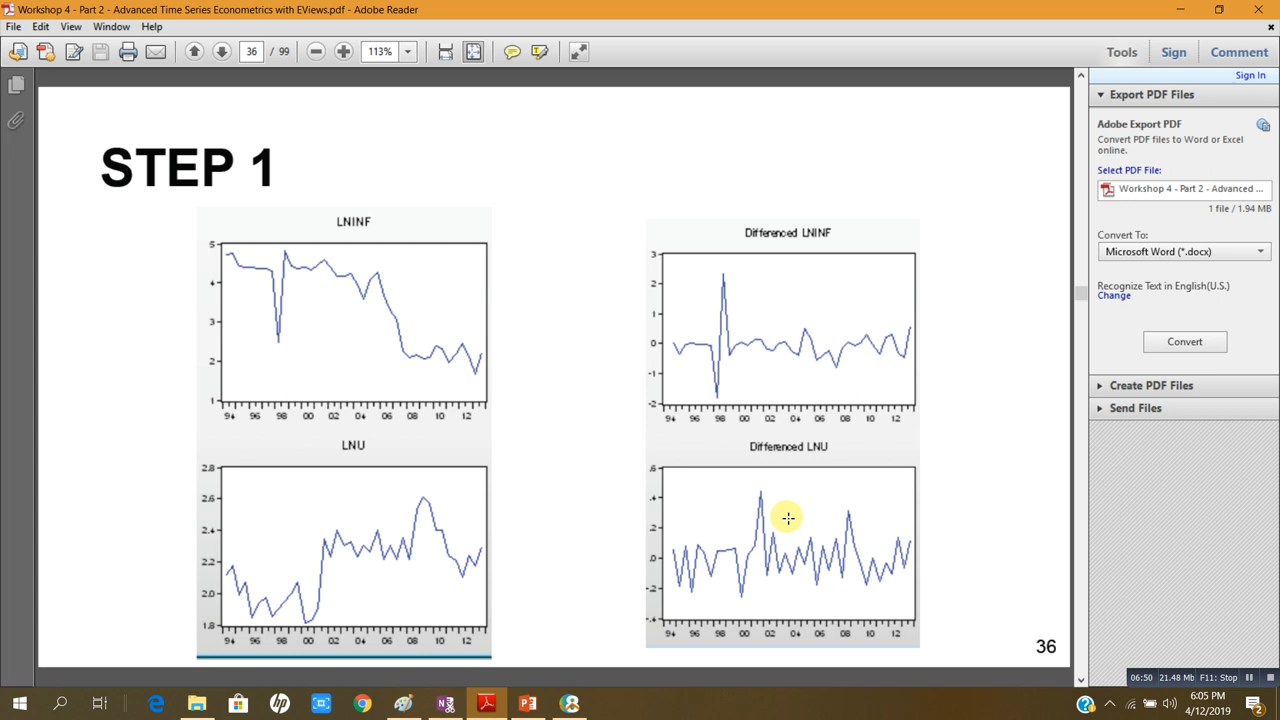 Workshop 4 - Part 2 - Advanced Time Series Econometrics with EViews.pdf - Adobe Reader
File Edit View Window Help
36 / 99 113% Tools Sign Comment
Sign In
Export PDF Files
Adobe Export PDF
Convert PDF files to Word or Excel
online.
Select PDF File:
Workshop 4 - Part 2 - Advanced ...
1 file / 1.94 MB
Convert To:
Microsoft Word (*.docx)
Recognize Text in English(U.S.)
Change
Convert
Create PDF Files
Send Files
STEP 1
LNINF
5
4
3
2
1
94 96 98 00 02 04 06 08 10 12
Differenced LNINF
3
2
1
0
-1
-2
94 96 98 00 02 04 06 08 10 12
LNU
2.8
2.6
2.4
2.2
2.0
1.8
94 96 98 00 02 04 06 08 10 12
Differenced LNU
.6
.4
.2
.0
-.2
-.4
94 96 98 00 02 04 06 08 10 12
36
06:50 21.48 Mb F11: Stop
6:05 PM
4/12/2019
2